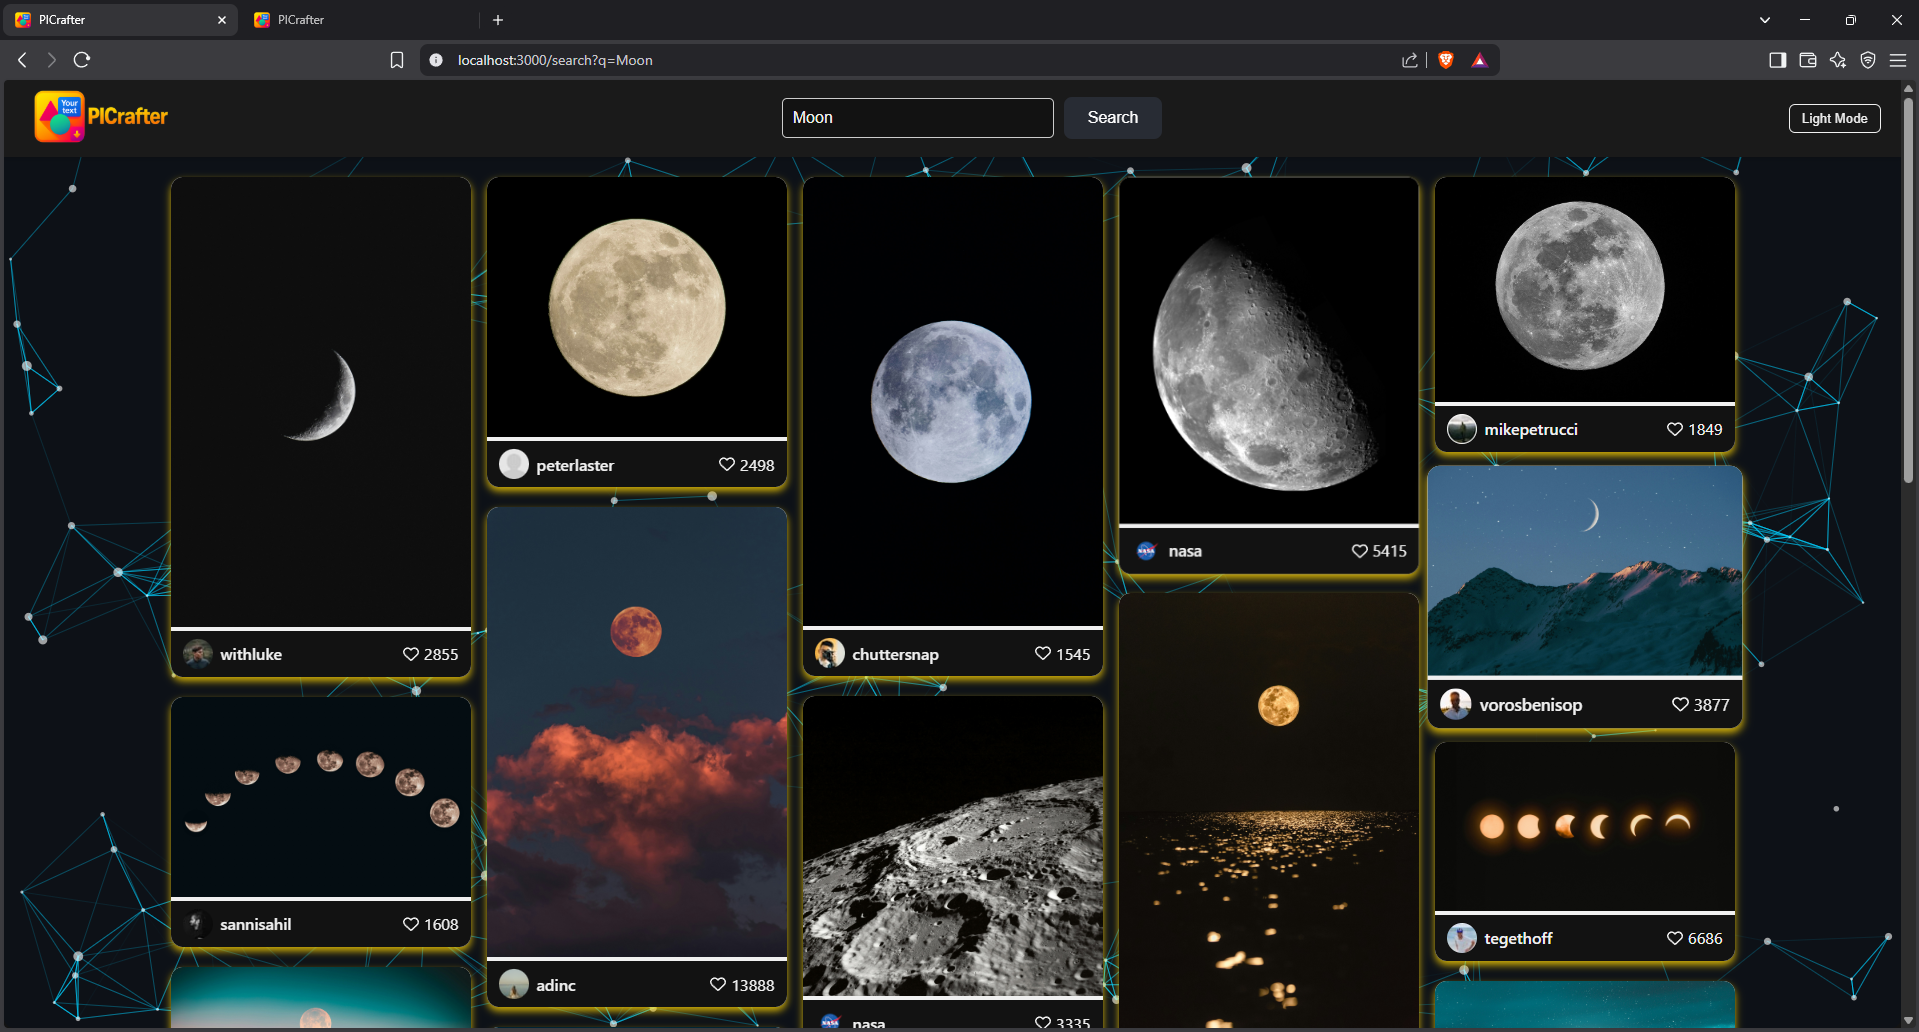 PICrafter
PICrafter
localhost:3000/search?q=Moon
Your
text
PICrafter
Moon
Search
Light Mode
withluke
2855
peterlaster
2498
chuttersnap
1545
nasa
5415
mikepetrucci
1849
vorosbenisop
3877
sannisahil
1608
adinc
13888
nasa
3335
tegethoff
6686